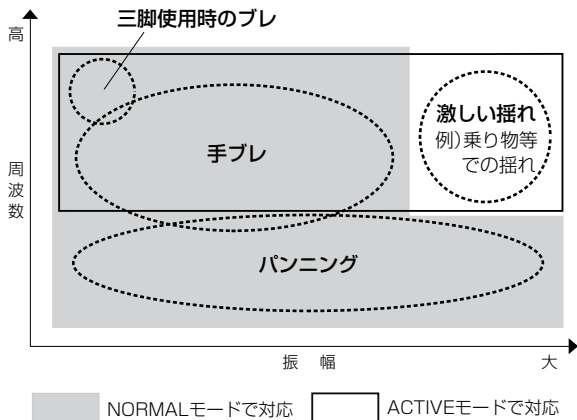 三脚使用時のブレ
高
周波数
手ブレ
激しい揺れ
例)乗り物等
での揺れ
パンニング
振 幅
大
NORMALモードで対応
ACTIVEモードで対応